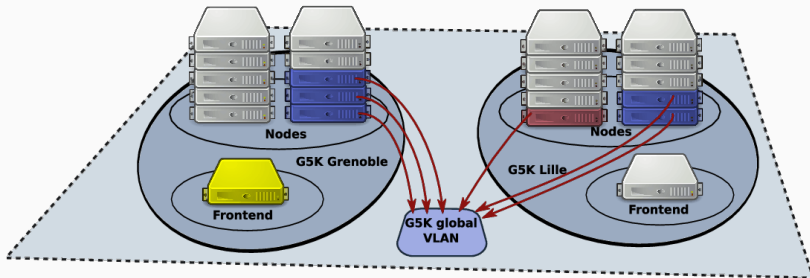 Nodes
G5K Grenoble
Frontend
Nodes
G5K Lille
Frontend
G5K global
VLAN